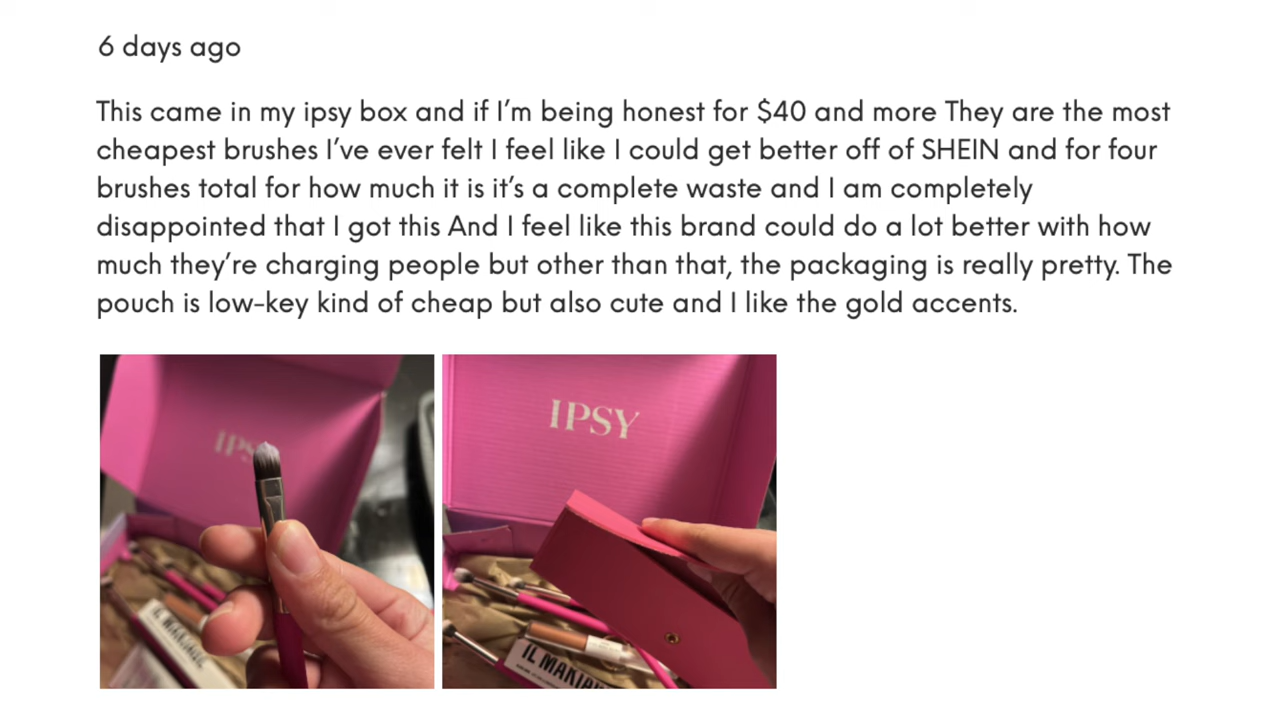 6 days ago
This came in my ipsy box and if I'm being honest for $40 and more They are the most
cheapest brushes I've ever felt I feel like I could get better off of SHEIN and for four
brushes total for how much it is it's a complete waste and I am completely
disappointed that I got this And I feel like this brand could do a lot better with how
much they're charging people but other than that, the packaging is really pretty. The
pouch is low-key kind of cheap but also cute and I like the gold accents.
IPSY
IL MAKIAGE
IPSY
IL MAKIAG